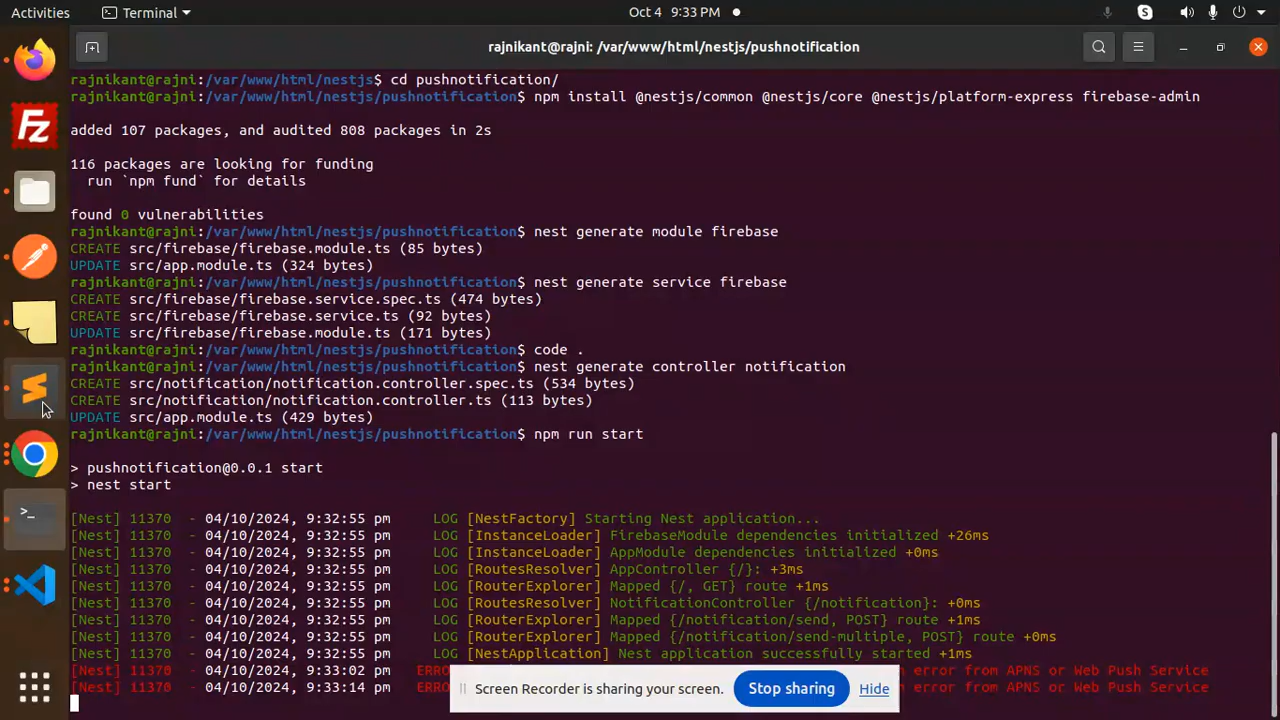 Activities
Terminal
Oct 4 9:33 PM
rajnikant@rajni: /var/www/html/nestjs/pushnotification
rajnikant@rajni:/var/www/html/nestjs$ cd pushnotification/
rajnikant@rajni:/var/www/html/nestjs/pushnotification$ npm install @nestjs/common @nestjs/core @nestjs/platform-express firebase-admin
added 107 packages, and audited 808 packages in 2s
116 packages are looking for funding
run `npm fund` for details
found 0 vulnerabilities
rajnikant@rajni:/var/www/html/nestjs/pushnotification$ nest generate module firebase
CREATE src/firebase/firebase.module.ts (85 bytes)
UPDATE src/app.module.ts (324 bytes)
rajnikant@rajni:/var/www/html/nestjs/pushnotification$ nest generate service firebase
CREATE src/firebase/firebase.service.spec.ts (474 bytes)
CREATE src/firebase/firebase.service.ts (92 bytes)
UPDATE src/firebase/firebase.module.ts (171 bytes)
rajnikant@rajni:/var/www/html/nestjs/pushnotification$ code .
rajnikant@rajni:/var/www/html/nestjs/pushnotification$ nest generate controller notification
CREATE src/notification/notification.controller.spec.ts (534 bytes)
CREATE src/notification/notification.controller.ts (113 bytes)
UPDATE src/app.module.ts (429 bytes)
rajnikant@rajni:/var/www/html/nestjs/pushnotification$ npm run start
> pushnotification@0.0.1 start
> nest start
[Nest] 11370 - 04/10/2024, 9:32:55 pm LOG [NestFactory] Starting Nest application...
[Nest] 11370 - 04/10/2024, 9:32:55 pm LOG [InstanceLoader] FirebaseModule dependencies initialized +26ms
[Nest] 11370 - 04/10/2024, 9:32:55 pm LOG [InstanceLoader] AppModule dependencies initialized +0ms
[Nest] 11370 - 04/10/2024, 9:32:55 pm LOG [RoutesResolver] AppController {/}: +3ms
[Nest] 11370 - 04/10/2024, 9:32:55 pm LOG [RouterExplorer] Mapped {/, GET} route +1ms
[Nest] 11370 - 04/10/2024, 9:32:55 pm LOG [RoutesResolver] NotificationController {/notification}: +0ms
[Nest] 11370 - 04/10/2024, 9:32:55 pm LOG [RouterExplorer] Mapped {/notification/send, POST} route +1ms
[Nest] 11370 - 04/10/2024, 9:32:55 pm LOG [RouterExplorer] Mapped {/notification/send-multiple, POST} route +0ms
[Nest] 11370 - 04/10/2024, 9:32:55 pm LOG [NestApplication] Nest application successfully started +1ms
[Nest] 11370 - 04/10/2024, 9:33:02 pm ERRO error from APNS or Web Push Service
[Nest] 11370 - 04/10/2024, 9:33:14 pm ERRO error from APNS or Web Push Service
Screen Recorder is sharing your screen.
Stop sharing
Hide